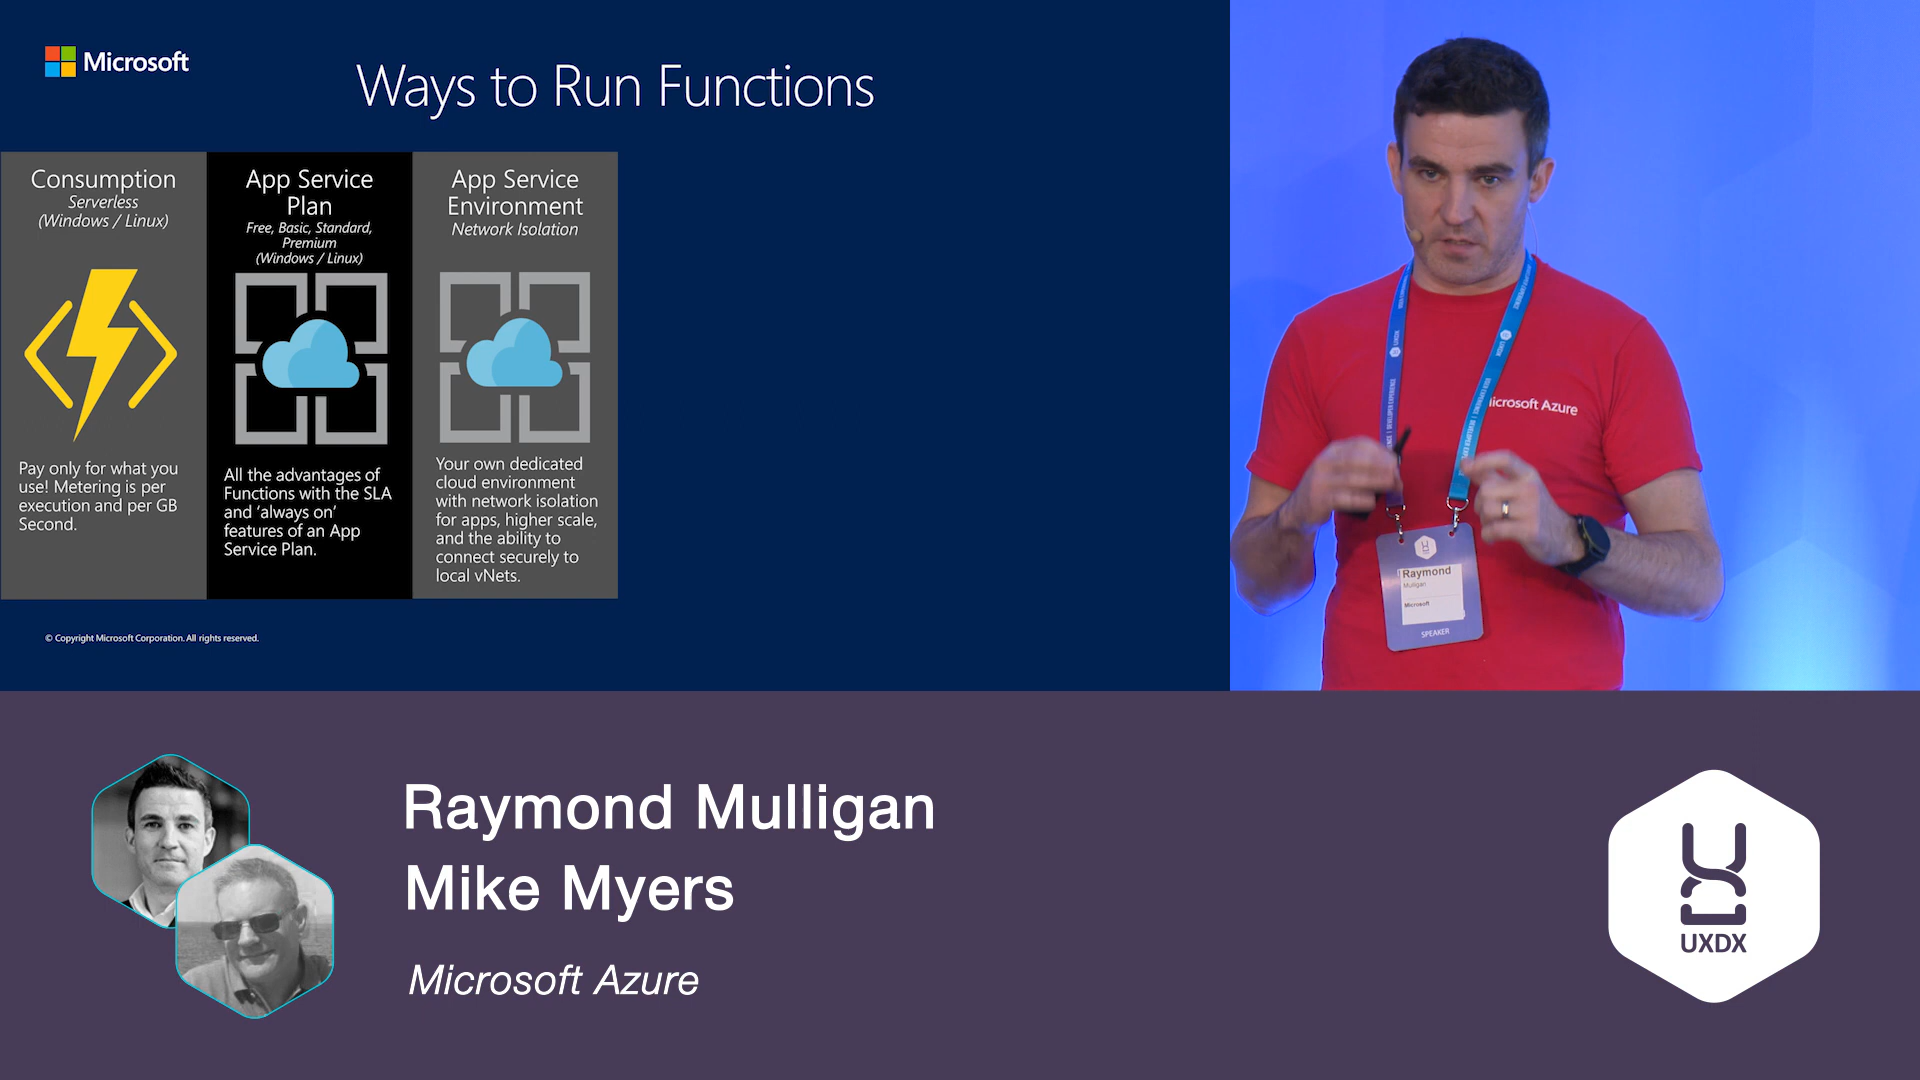 Microsoft
Ways to Run Functions
Consumption
Serverless
(Windows / Linux)
Pay only for what you
use! Metering is per
execution and per GB
Second.
App Service
Plan
Free, Basic, Standard,
Premium
(Windows / Linux)
All the advantages of
Functions with the SLA
and ‘always on’
features of an App
Service Plan.
App Service
Environment
Network Isolation
Your own dedicated
cloud environment
with network isolation
for apps, higher scale,
and the ability to
connect securely to
local vNets.
© Copyright Microsoft Corporation. All rights reserved.
icrosoft Azure
Raymond
Mulligan
Microsoft
SPEAKER
Raymond Mulligan
Mike Myers
Microsoft Azure
UXDX